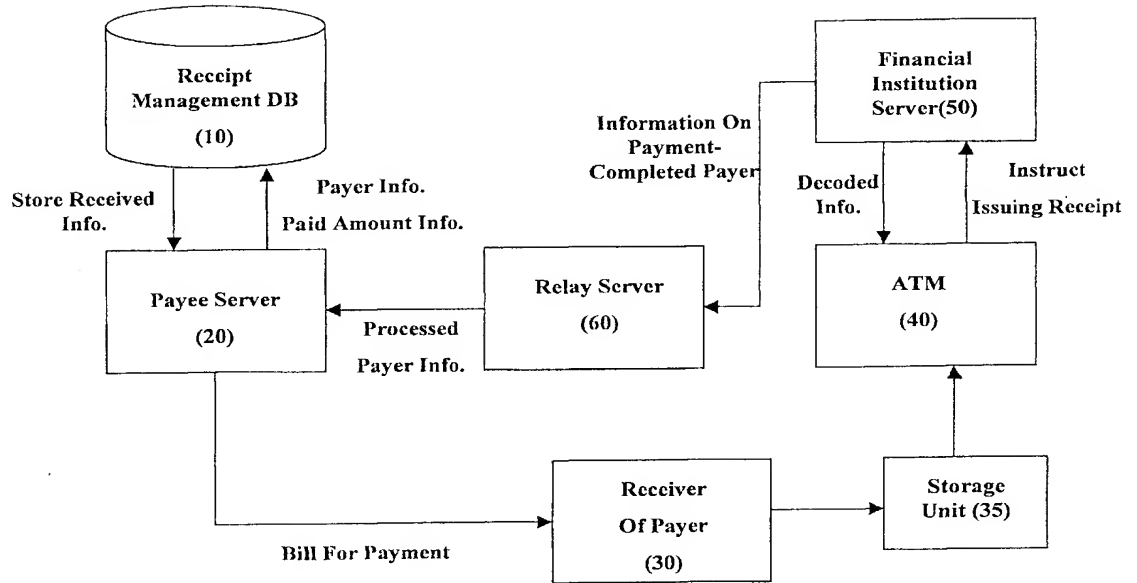 Receipt
Management DB
(10)
Financial
Institution
Server(50)
Information On
Payment-
Completed Payer
Store Received
Info.
Payer Info.
Paid Amount Info.
Decoded
Info.
Instruct
Issuing Receipt
Payee Server
(20)
Processed
Payer Info.
Relay Server
(60)
ATM
(40)
Bill For Payment
Receiver
Of Payer
(30)
Storage
Unit (35)